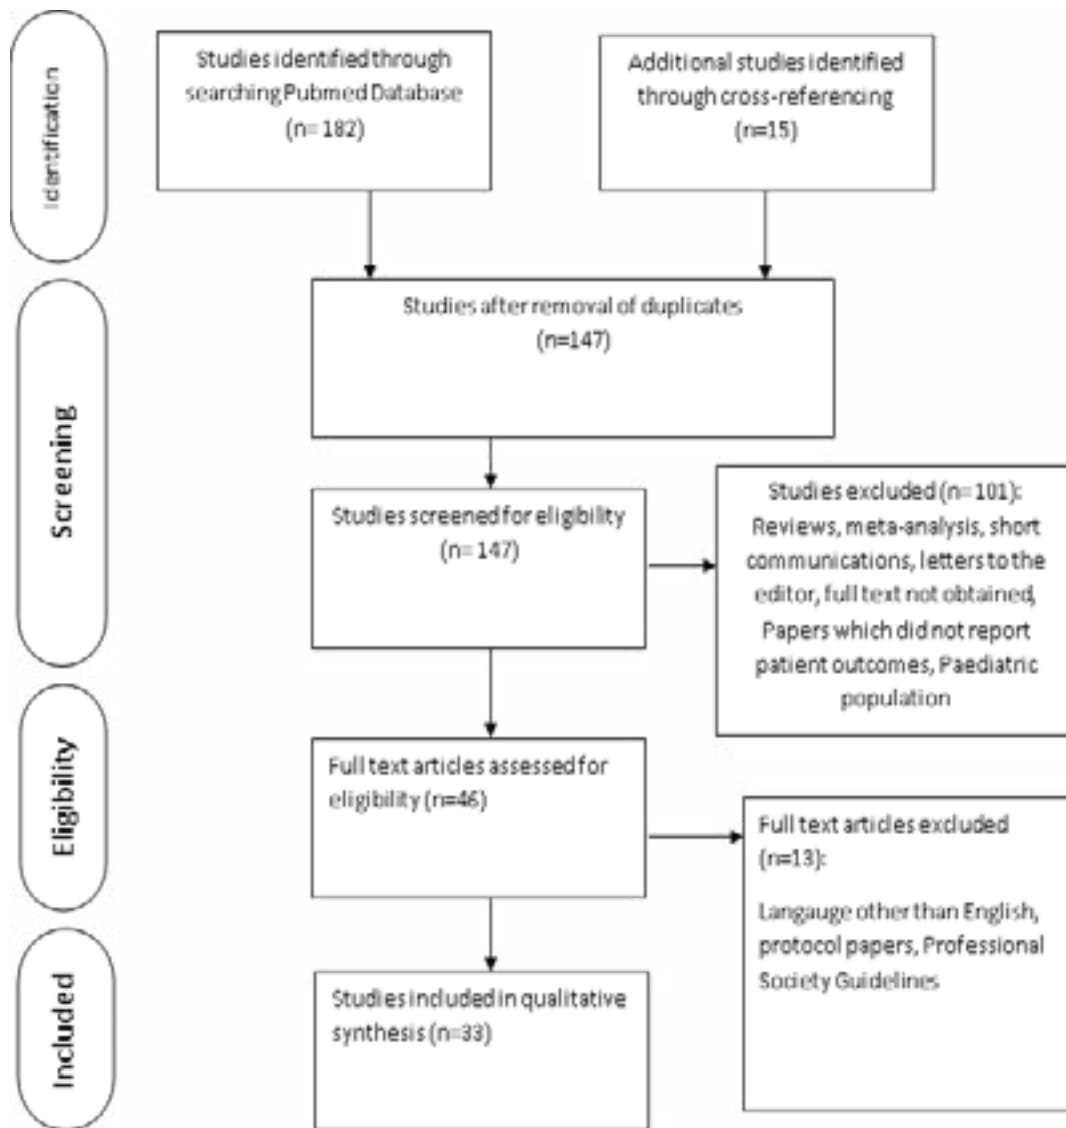 Identification
Studies identified through
searching Pubmed Database
(n= 182)
Additional studies identified
through cross-referencing
(n=15)
Screening
Studies after removal of duplicates
(n=147)
Studies screened for eligibility
(n= 147)
Studies excluded (n= 101):
Reviews, meta-analysis, short
communications, letters to the
editor, full text not obtained,
Papers which did not report
patient outcomes, Paediatric
population
Eligibility
Full text articles assessed for
eligibility (n=46)
Full text articles excluded
(n=13):
Langauge other than English,
protocol papers, Professional
Society Guidelines
Included
Studies included in qualitative
synthesis (n=33)